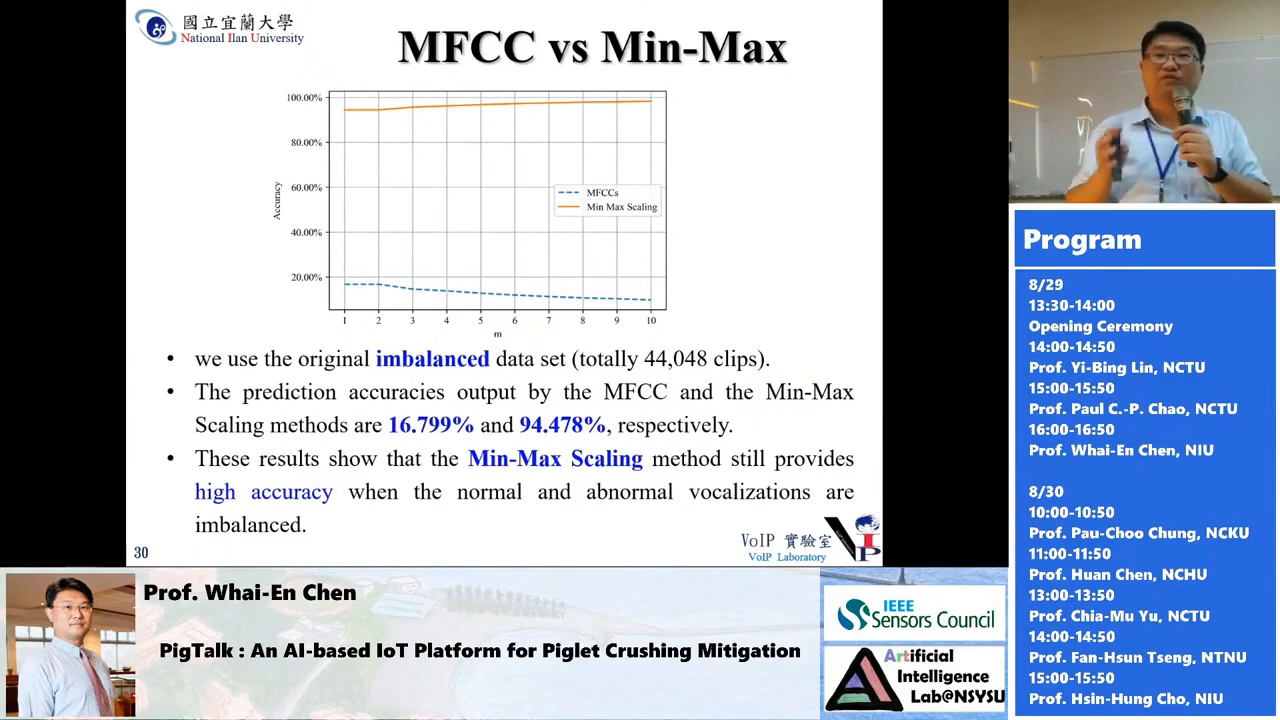 國立宜蘭大學
National Ilan University
MFCC vs Min-Max
100.00%
80.00%
60.00%
40.00%
20.00%
Accuracy
MFCCs
Min Max Scaling
1 2 3 4 5 6 7 8 9 10
m
• we use the original imbalanced data set (totally 44,048 clips).
• The prediction accuracies output by the MFCC and the Min-Max
Scaling methods are 16.799% and 94.478%, respectively.
• These results show that the Min-Max Scaling method still provides
high accuracy when the normal and abnormal vocalizations are
imbalanced.
30
VoIP 實驗室
VoIP Laboratory
VIP
Prof. Whai-En Chen
PigTalk : An AI-based IoT Platform for Piglet Crushing Mitigation
IEEE
Sensors Council
Artificial
Intelligence
Lab@NSYSU
Program
8/29
13:30-14:00
Opening Ceremony
14:00-14:50
Prof. Yi-Bing Lin, NCTU
15:00-15:50
Prof. Paul C.-P. Chao, NCTU
16:00-16:50
Prof. Whai-En Chen, NIU
8/30
10:00-10:50
Prof. Pau-Choo Chung, NCKU
11:00-11:50
Prof. Huan Chen, NCHU
13:00-13:50
Prof. Chia-Mu Yu, NCTU
14:00-14:50
Prof. Fan-Hsun Tseng, NTNU
15:00-15:50
Prof. Hsin-Hung Cho, NIU